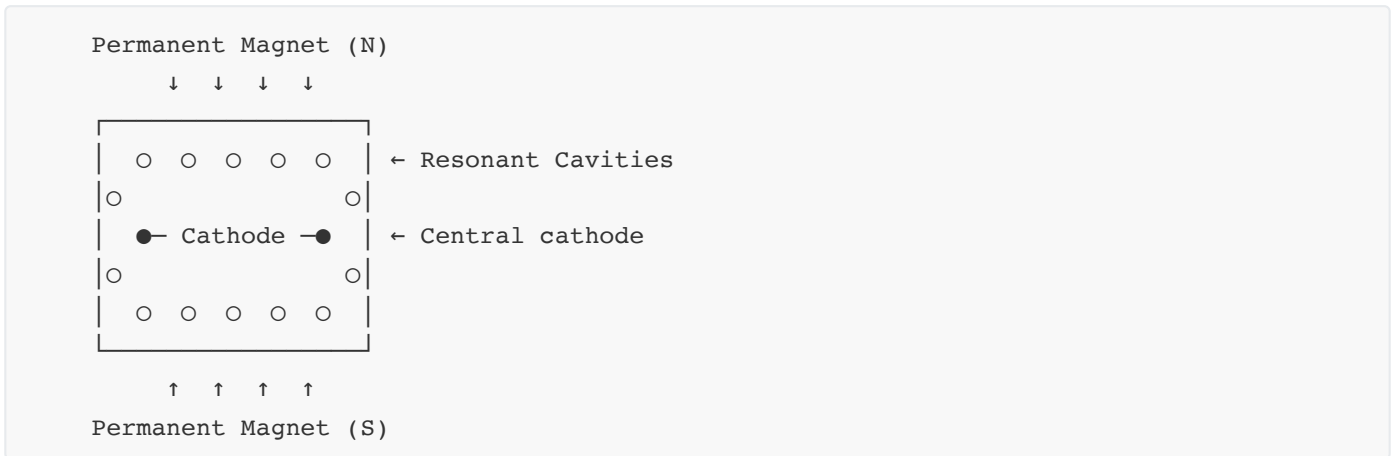 Permanent Magnet (N)
↓ ↓ ↓ ↓
┌─────────────────┐
│ ○ ○ ○ ○ ○ │ ← Resonant Cavities
│○ ○│
│ ●─ Cathode ─● │ ← Central cathode
│○ ○│
│ ○ ○ ○ ○ ○ │
└─────────────────┘
↑ ↑ ↑ ↑
Permanent Magnet (S)